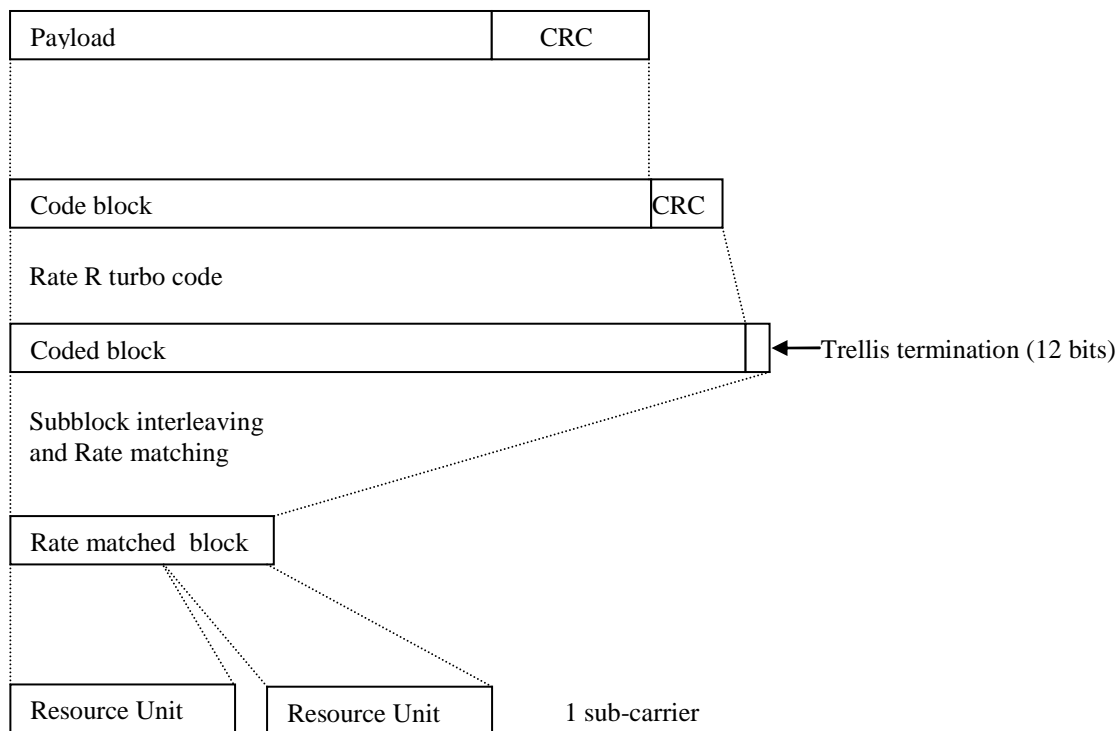 Payload CRC
Code block CRC
Rate R turbo code
Coded block
Trellis termination (12 bits)
Subblock interleaving
and Rate matching
Rate matched block
Resource Unit Resource Unit 1 sub-carrier